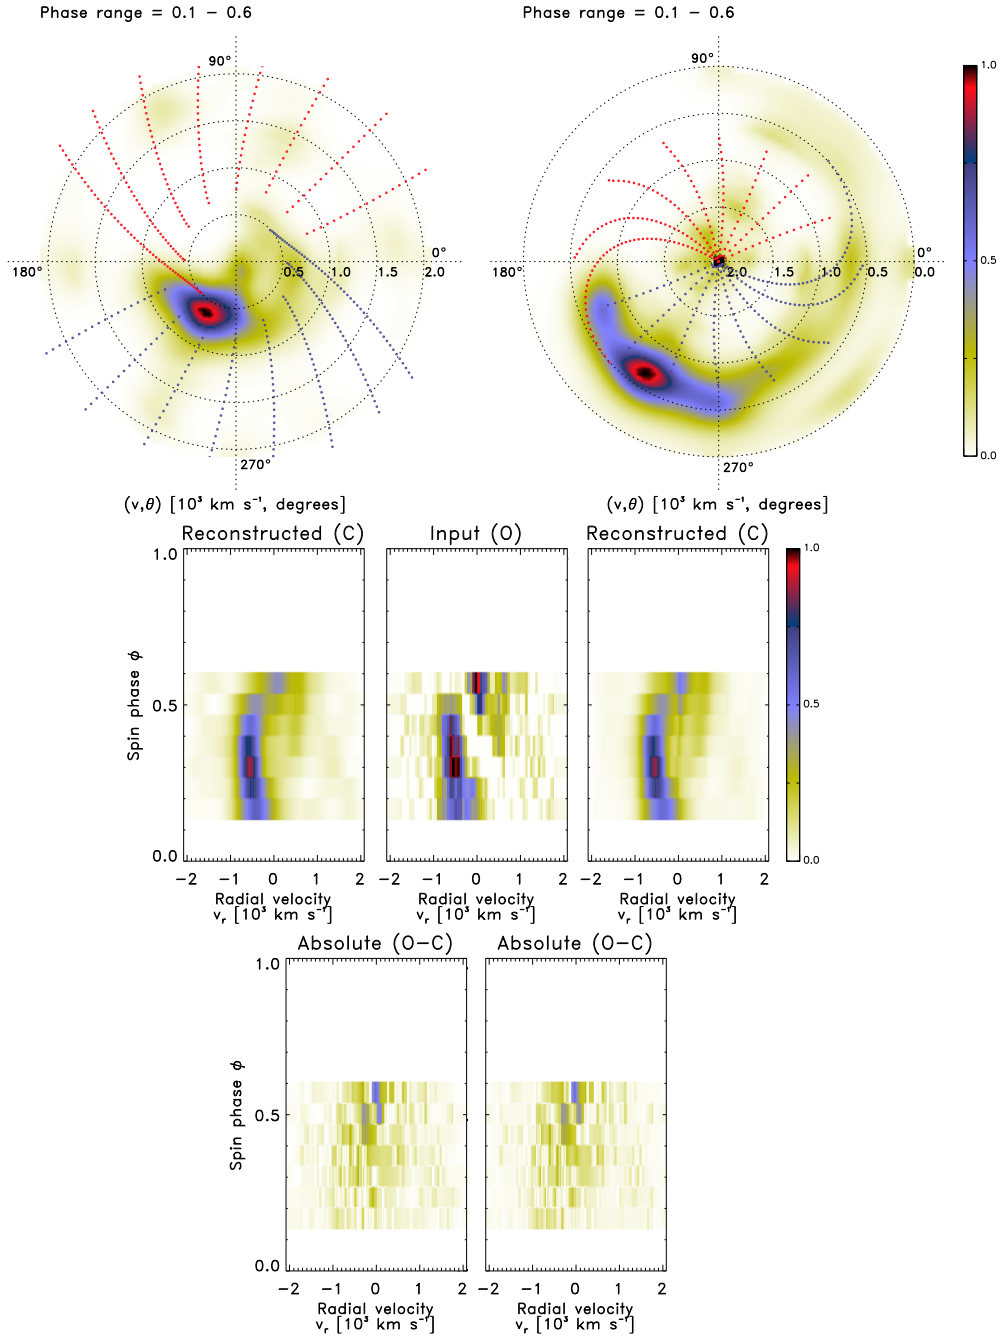 Phase range = 0.1 − 0.6
Phase range = 0.1 − 0.6
90°
90°
1.0
180°
0°
0.5 1.0 1.5 2.0
180°
0°
2.0 1.5 1.0 0.5 0.0
0.5
270°
270°
0.0
(v,θ) [10³ km s⁻¹, degrees]
(v,θ) [10³ km s⁻¹, degrees]
Reconstructed (C)
Input (O)
Reconstructed (C)
1.0
0.5
0.0
Spin phase ϕ
1.0
0.5
0.0
−2 −1 0 1 2
−2 −1 0 1 2
−2 −1 0 1 2
Radial velocity
vᵣ [10³ km s⁻¹]
Radial velocity
vᵣ [10³ km s⁻¹]
Radial velocity
vᵣ [10³ km s⁻¹]
Absolute (O−C)
Absolute (O−C)
1.0
0.5
0.0
Spin phase ϕ
−2 −1 0 1 2
−2 −1 0 1 2
Radial velocity
vᵣ [10³ km s⁻¹]
Radial velocity
vᵣ [10³ km s⁻¹]